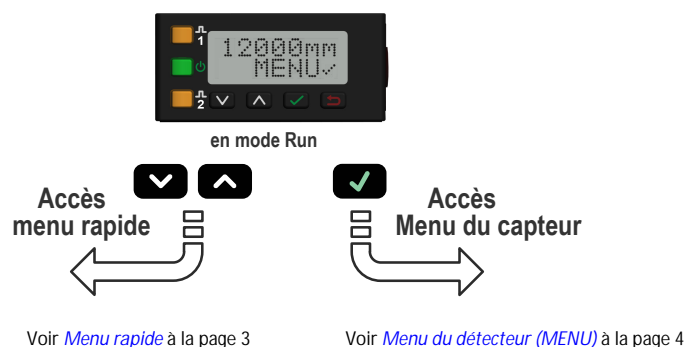 1
12000mm
MENU✓
2
en mode Run
Accès
menu rapide
Accès
Menu du capteur
Voir Menu rapide à la page 3
Voir Menu du détecteur (MENU) à la page 4